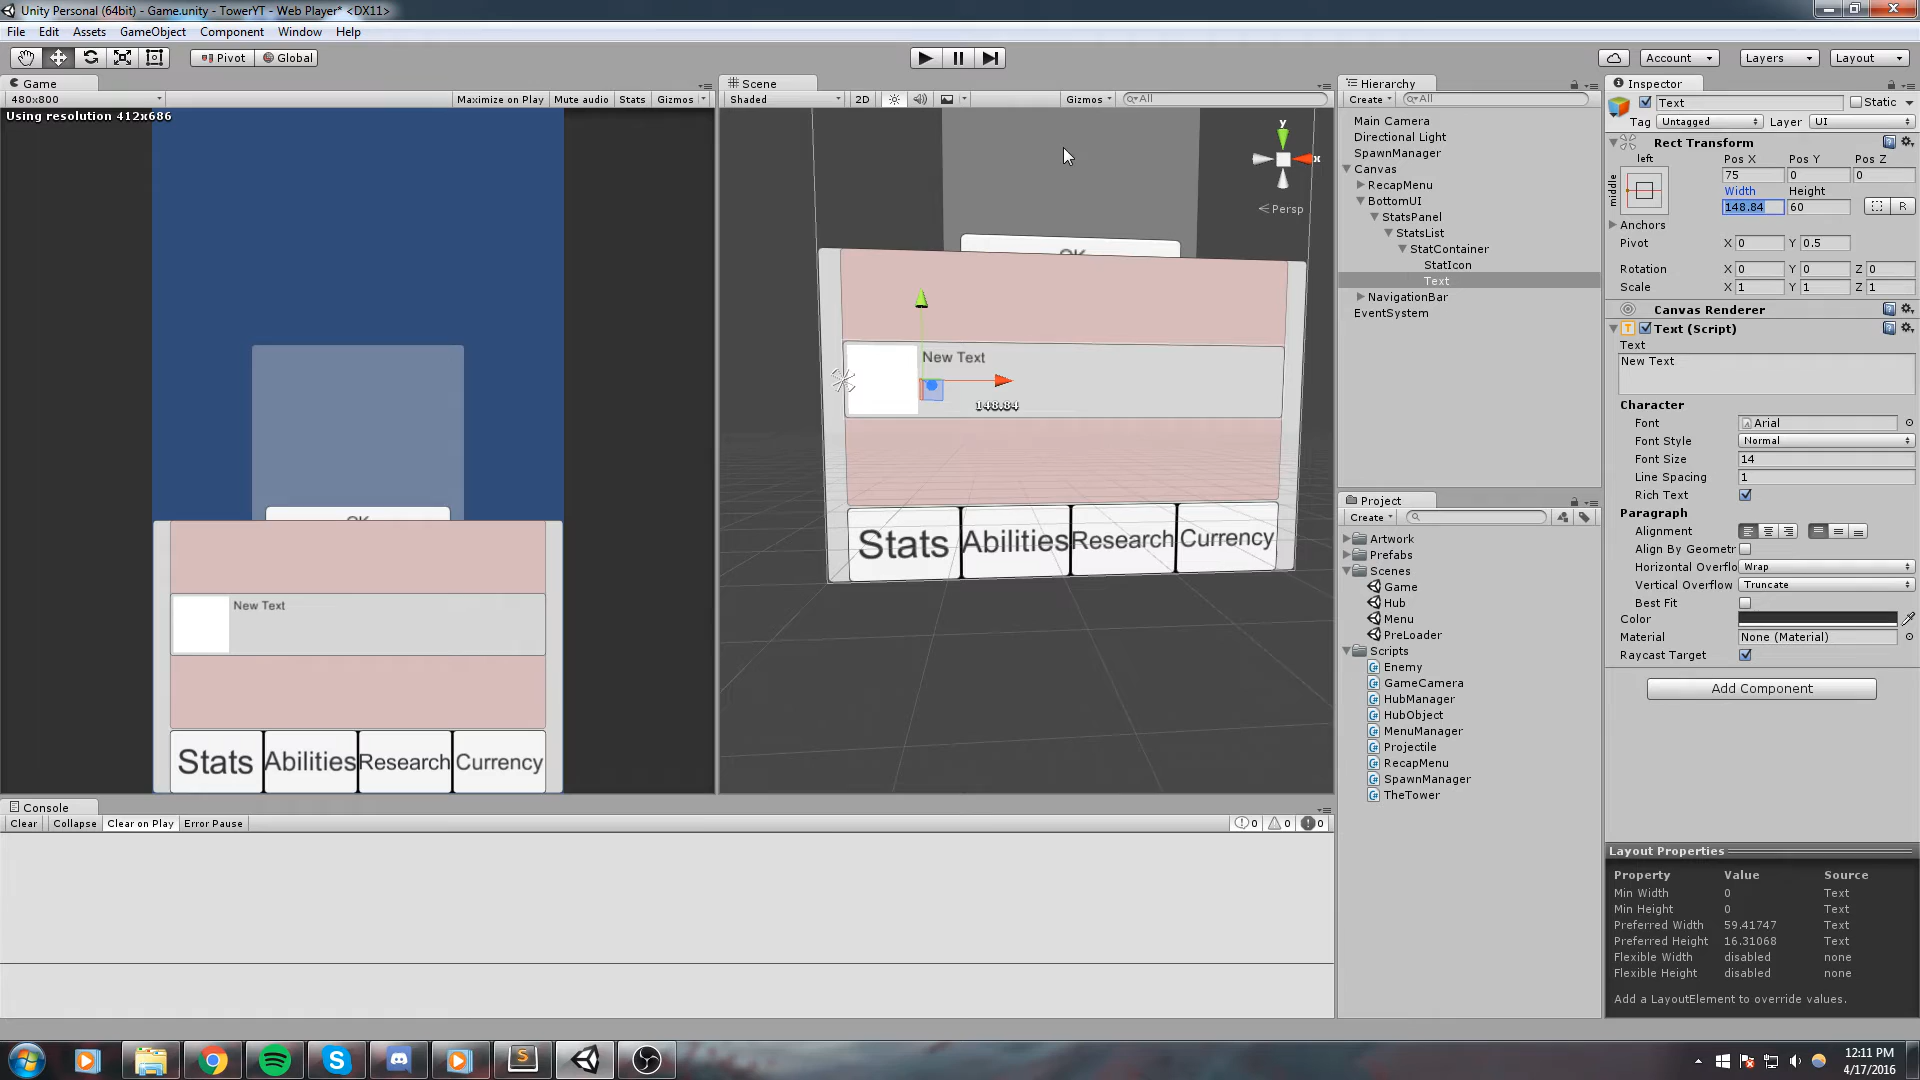 Unity Personal (64bit) - Game.unity - TowerYT - Web Player* <DX11>
File Edit Assets GameObject Component Window Help
Pivot Global Account Layers Layout
Game
480x800 Maximize on Play Mute audio Stats Gizmos
Using resolution 412x686
OK
New Text
Stats Abilities Research Currency
Scene
Shaded 2D Gizmos All
y
x
Persp
OK
New Text
148.84
Stats Abilities Research Currency
Console
Clear Collapse Clear on Play Error Pause 0 0 0
Hierarchy
Create All
Main Camera
Directional Light
SpawnManager
Canvas
RecapMenu
BottomUI
StatsPanel
StatsList
StatContainer
StatIcon
Text
NavigationBar
EventSystem
Project
Create
Artwork
Prefabs
Scenes
Game
Hub
Menu
PreLoader
Scripts
Enemy
GameCamera
HubManager
HubObject
MenuManager
Projectile
RecapMenu
SpawnManager
TheTower
Inspector
Text Static
Tag Untagged Layer UI
Rect Transform
left Pos X Pos Y Pos Z
middle 75 0 0
Width Height
148.84 60 R
Anchors
Pivot X 0 Y 0.5
Rotation X 0 Y 0 Z 0
Scale X 1 Y 1 Z 1
Canvas Renderer
Text (Script)
Text
New Text
Character
Font Arial
Font Style Normal
Font Size 14
Line Spacing 1
Rich Text
Paragraph
Alignment
Align By Geometr
Horizontal Overflo Wrap
Vertical Overflow Truncate
Best Fit
Color
Material None (Material)
Raycast Target
Add Component
Layout Properties
Property Value Source
Min Width 0 Text
Min Height 0 Text
Preferred Width 59.41747 Text
Preferred Height 16.31068 Text
Flexible Width disabled none
Flexible Height disabled none
Add a LayoutElement to override values.
12:11 PM
4/17/2016